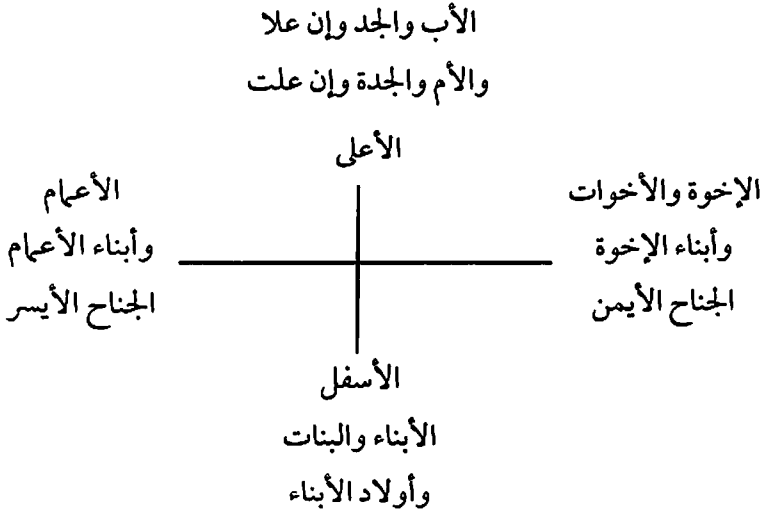 الأب والجد وإن علا
والأم والجدة وإن علت
الأعلى
الإخوة والأخوات
وأبناء الإخوة
الجناح الأيمن
الأعمام
وأبناء الأعمام
الجناح الأيسر
الأسفل
الأبناء والبنات
وأولاد الأبناء